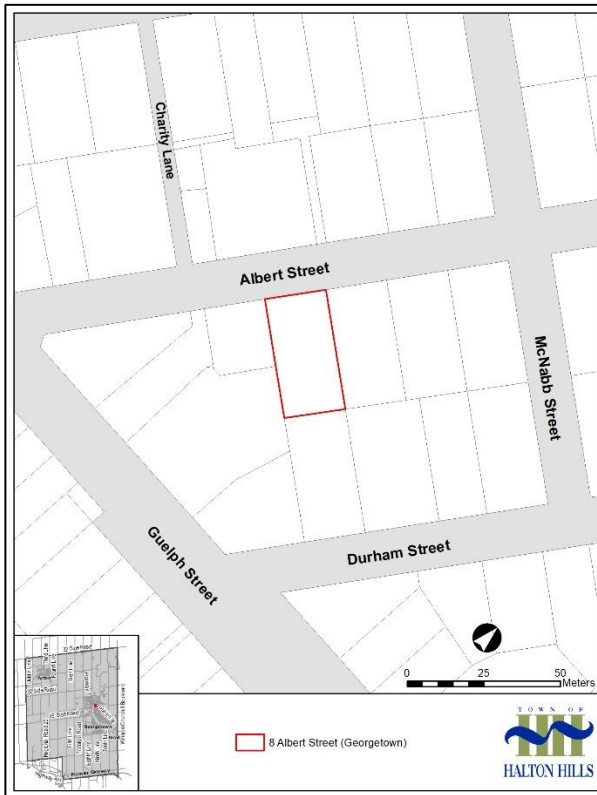 Charity Lane
Albert Street
McNabb Street
Guelph Street
Durham Street
0 25 50
Meters
Georgetown
8 Albert Street (Georgetown)
TOWN OF
HALTON HILLS